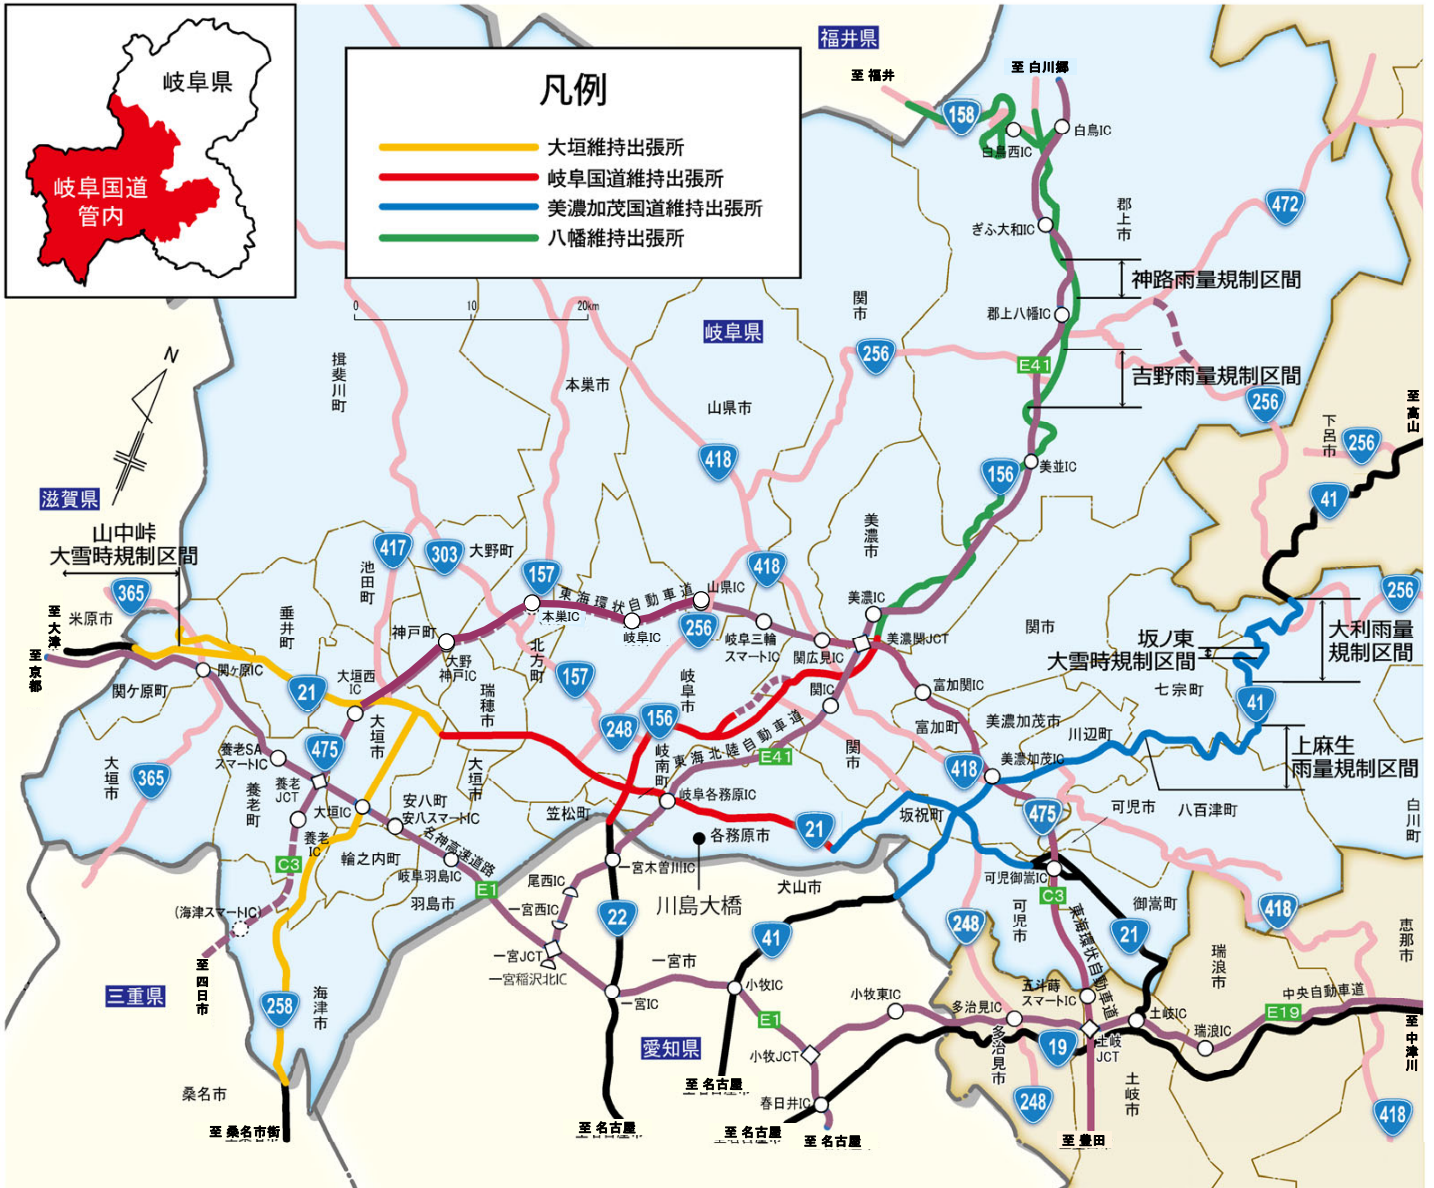 岐阜県
岐阜国道
管内
凡例
大垣維持出張所
岐阜国道維持出張所
美濃加茂国道維持出張所
八幡維持出張所
0
10
20km
N
福井県
至 福井
至 白川郷
158
白鳥西IC
白鳥IC
郡上市
472
ぎふ大和IC
神路雨量規制区間
郡上八幡IC
関市
岐阜県
256
E41
吉野雨量規制区間
256
至 高山
下呂市
256
揖斐川町
本巣市
山県市
418
156
美並IC
41
滋賀県
山中峠
大雪時規制区間
美濃市
417
303
大野町
157
418
365
池田町
東海環状自動車道
山県IC
256
至 大津
米原市
垂井町
神戸町
本巣IC
岐阜IC
256
美濃IC
岐阜三輪
スマートIC
関広見IC
美濃関JCT
関市
坂ノ東
大雪時規制区間
大利雨量
規制区間
至 京都
関ケ原町
関ヶ原IC
大垣西
IC
大野
神戸IC
北方町
157
岐阜市
関IC
富加関IC
七宗町
21
瑞穂市
富加町
美濃加茂市
川辺町
41
大垣市
248
156
岐南町
東海北陸自動車道
関市
475
養老SA
スマートIC
大垣市
365
E41
418
美濃加茂IC
上麻生
雨量規制区間
大垣市
養老町
養老
JCT
大垣IC
安八町
安八スマートIC
笠松町
岐阜各務原IC
各務原市
21
坂祝町
475
可児市
八百津町
白川町
養老
IC
名神高速道路
輪之内町
C3
岐阜羽島IC
一宮木曽川IC
犬山市
可児御嵩IC
E1
羽島市
尾西IC
川島大橋
C3
御嵩町
(海津スマートIC)
一宮西IC
22
41
248
可児市
東海環状自動車道
21
418
恵那市
至 四日市
三重県
258
海津市
一宮JCT
一宮稲沢北IC
一宮市
瑞浪市
一宮IC
小牧IC
小牧東IC
五斗蒔
スマートIC
多治見IC
土岐IC
中央自動車道
E19
E1
愛知県
小牧JCT
多治見市
19
土岐
JCT
瑞浪IC
至 中津川
桑名市
至 名古屋
春日井IC
248
土岐市
418
至 桑名市街
至 名古屋
至 名古屋
至 名古屋
至 豊田